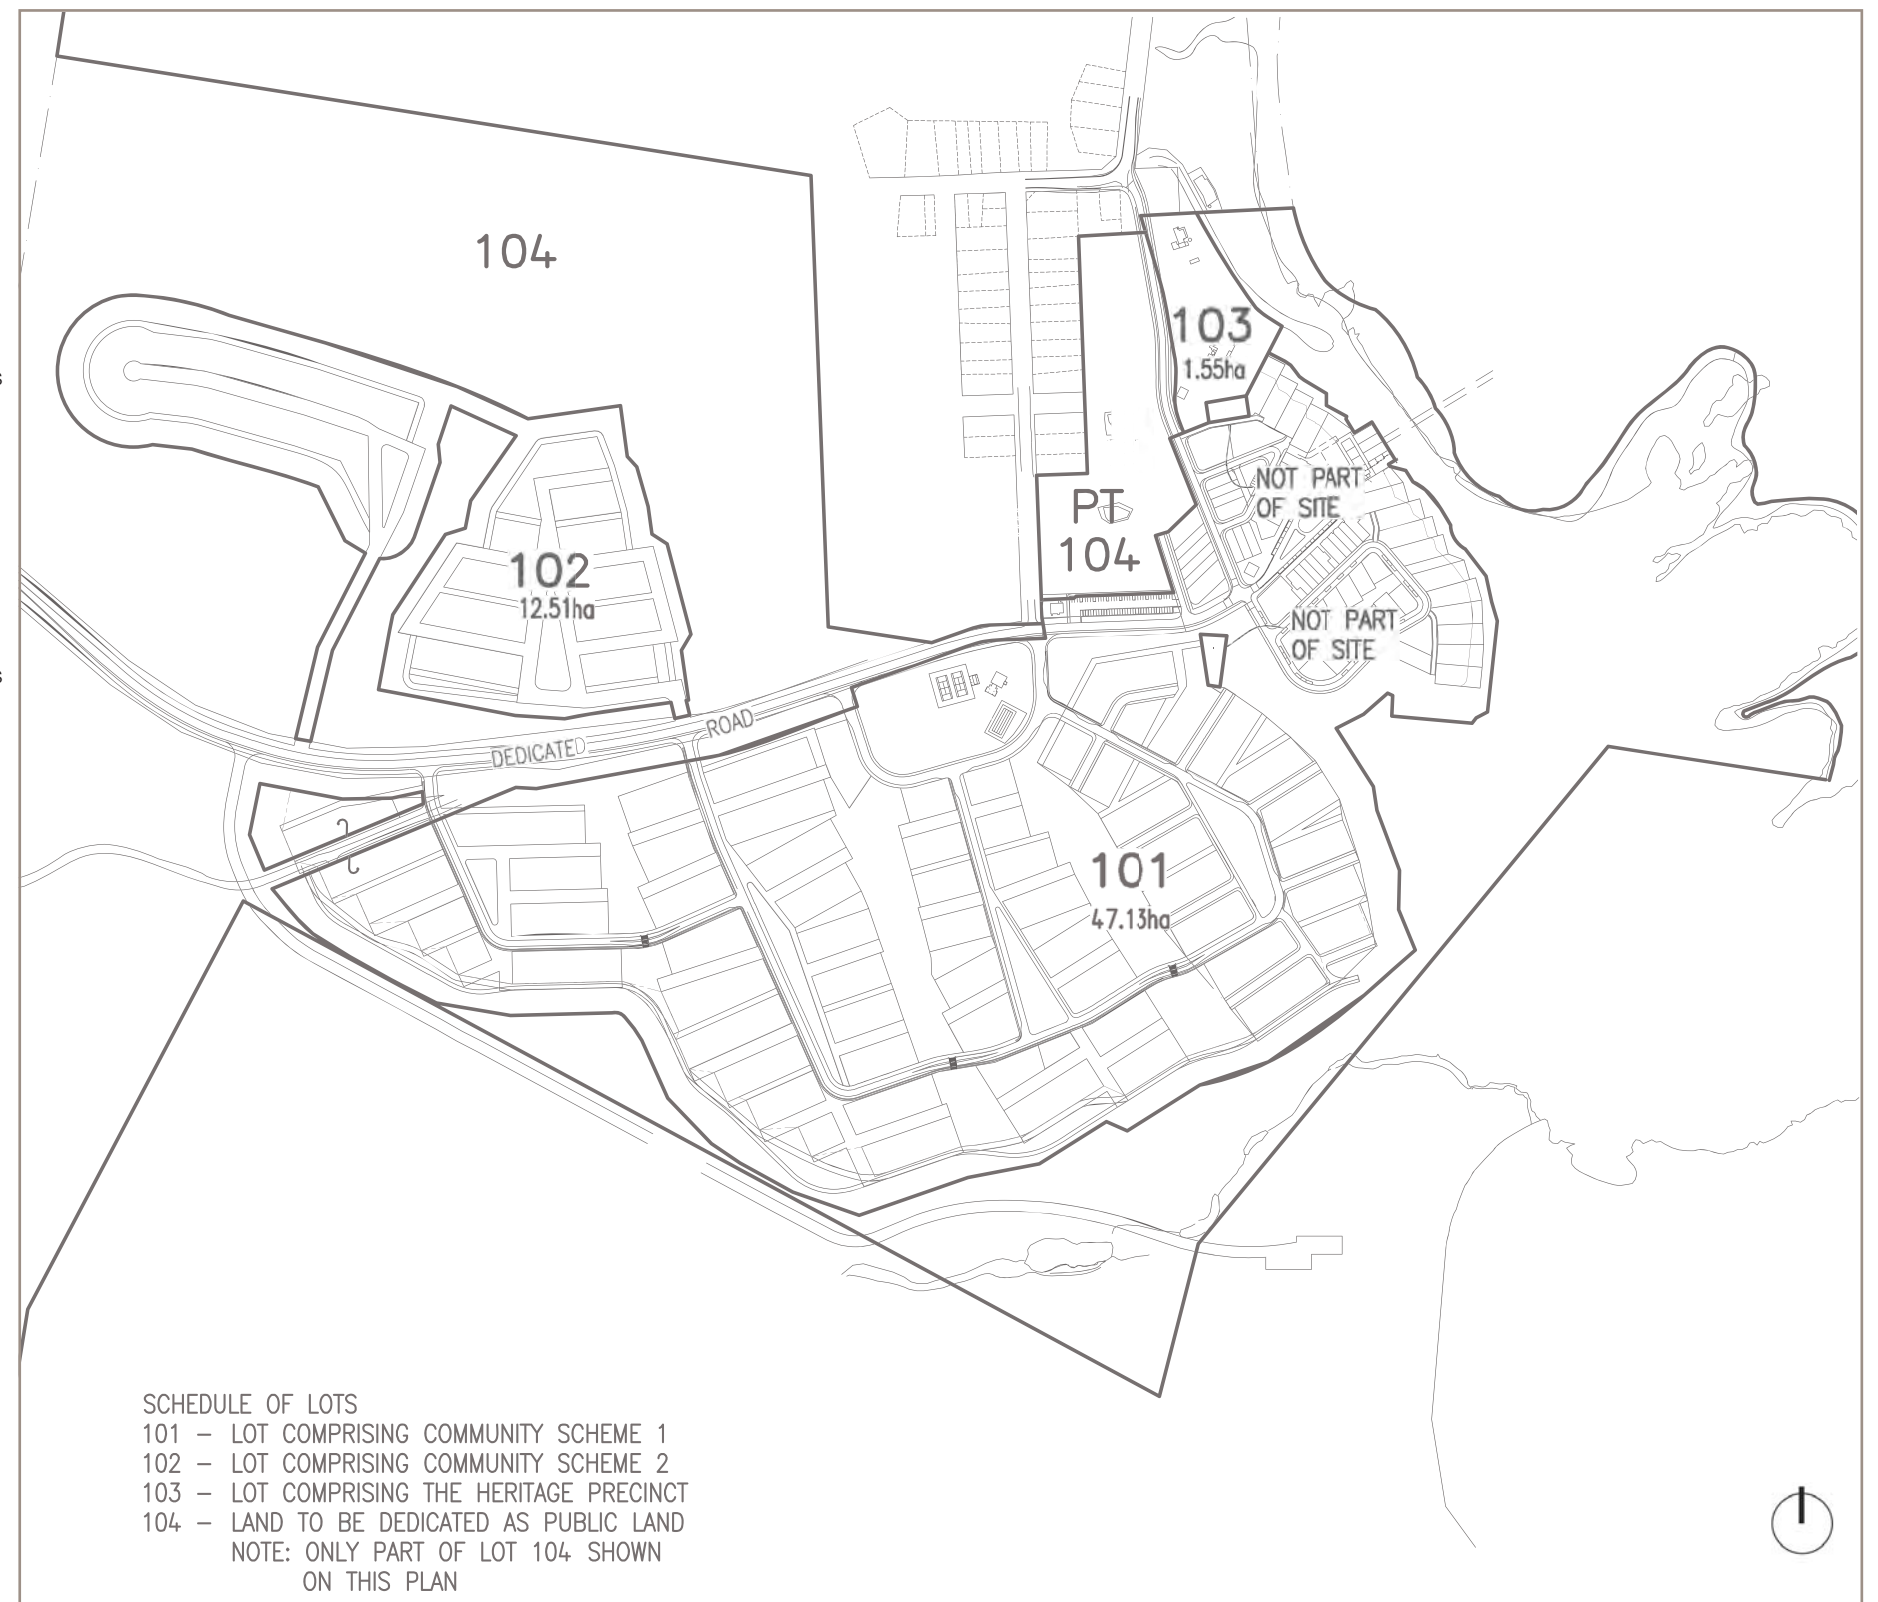 104
103
1.55ha
NOT PART
OF SITE
PT
104
102
12.51ha
NOT PART
OF SITE
DEDICATED ROAD
101
47.13ha
SCHEDULE OF LOTS
101 – LOT COMPRISING COMMUNITY SCHEME 1
102 – LOT COMPRISING COMMUNITY SCHEME 2
103 – LOT COMPRISING THE HERITAGE PRECINCT
104 – LAND TO BE DEDICATED AS PUBLIC LAND
NOTE: ONLY PART OF LOT 104 SHOWN
ON THIS PLAN